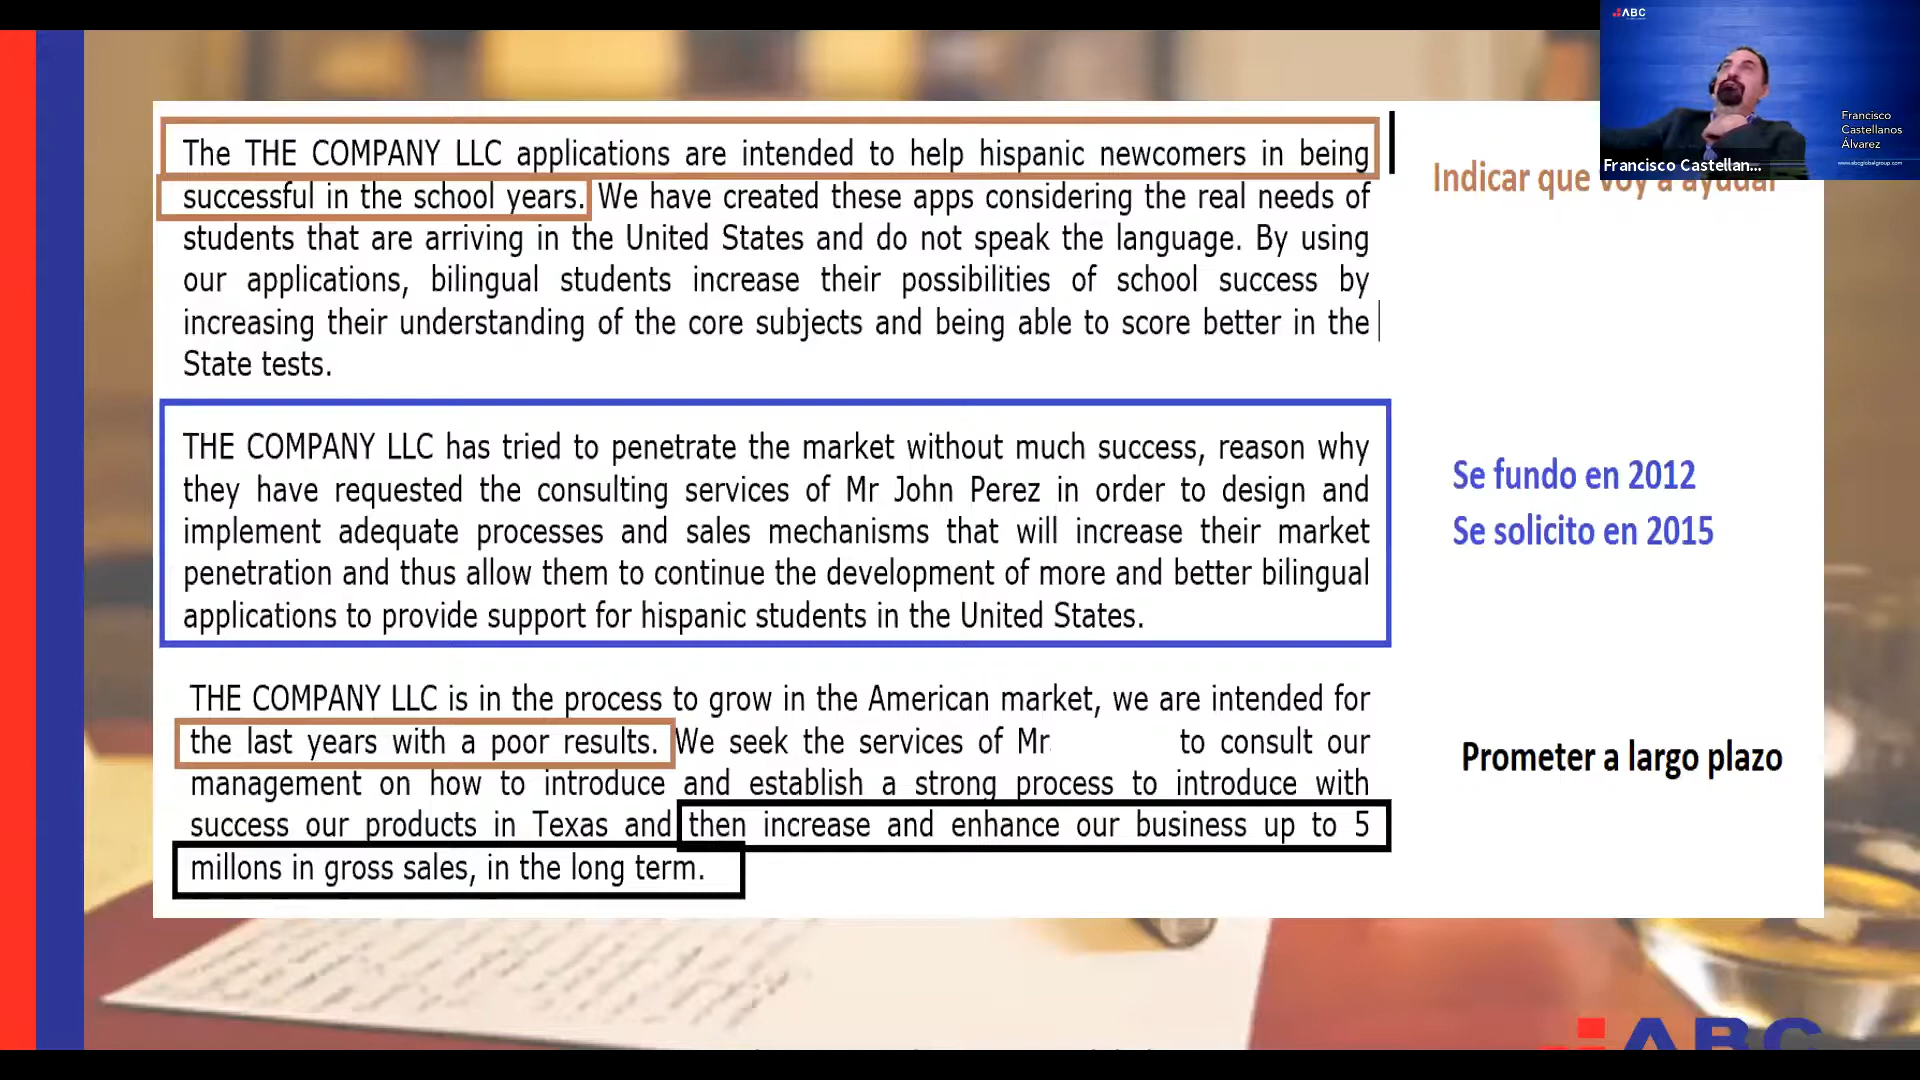 The THE COMPANY LLC applications are intended to help hispanic newcomers in being
successful in the school years. We have created these apps considering the real needs of
students that are arriving in the United States and do not speak the language. By using
our applications, bilingual students increase their possibilities of school success by
increasing their understanding of the core subjects and being able to score better in the
State tests.
Indicar que voy a ayudar
THE COMPANY LLC has tried to penetrate the market without much success, reason why
they have requested the consulting services of Mr John Perez in order to design and
implement adequate processes and sales mechanisms that will increase their market
penetration and thus allow them to continue the development of more and better bilingual
applications to provide support for hispanic students in the United States.
Se fundo en 2012
Se solicito en 2015
THE COMPANY LLC is in the process to grow in the American market, we are intended for
the last years with a poor results. We seek the services of Mr. to consult our
management on how to introduce and establish a strong process to introduce with
success our products in Texas and then increase and enhance our business up to 5
millons in gross sales, in the long term.
Prometer a largo plazo
ABC
Francisco
Castellanos
Álvarez
www.abcglobalgroup.com
Francisco Castellan...
ABC